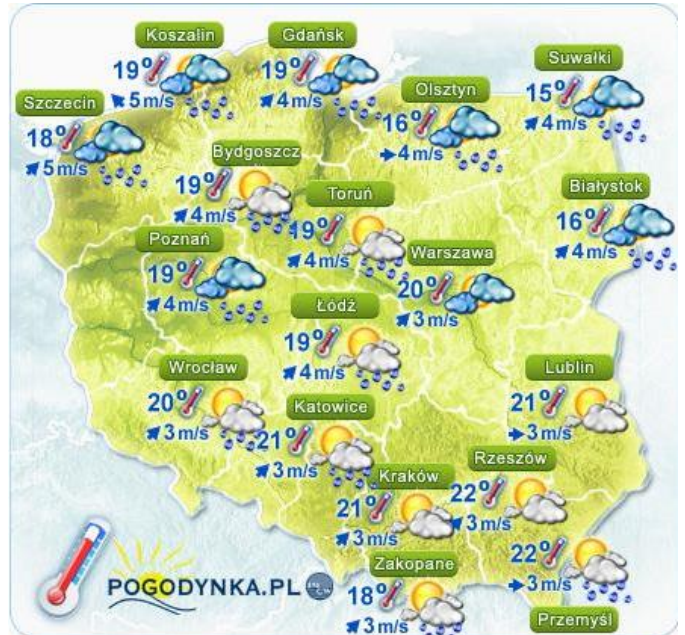 Koszalin
19°
5 m/s
Gdańsk
19°
4 m/s
Suwałki
15°
4 m/s
Olsztyn
16°
4 m/s
Szczecin
18°
5 m/s
Bydgoszcz
19°
4 m/s
Toruń
19°
4 m/s
Białystok
16°
4 m/s
Poznań
19°
4 m/s
Warszawa
20°
3 m/s
Łódź
19°
4 m/s
Wrocław
20°
3 m/s
Katowice
21°
3 m/s
Lublin
21°
3 m/s
Rzeszów
22°
3 m/s
Kraków
21°
3 m/s
Zakopane
18°
3 m/s
22°
3 m/s
Przemyśl
POGODYNKA.PL